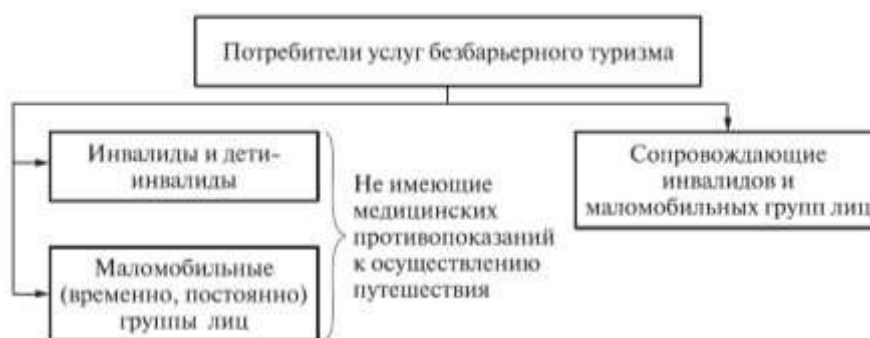 Потребители услуг безбарьерного туризма
Инвалиды и дети-
инвалиды
Маломобильные
(временно, постоянно)
группы лиц
Не имеющие
медицинских
противопоказаний
к осуществлению
путешествия
Сопровождающие
инвалидов и
маломобильных групп лиц